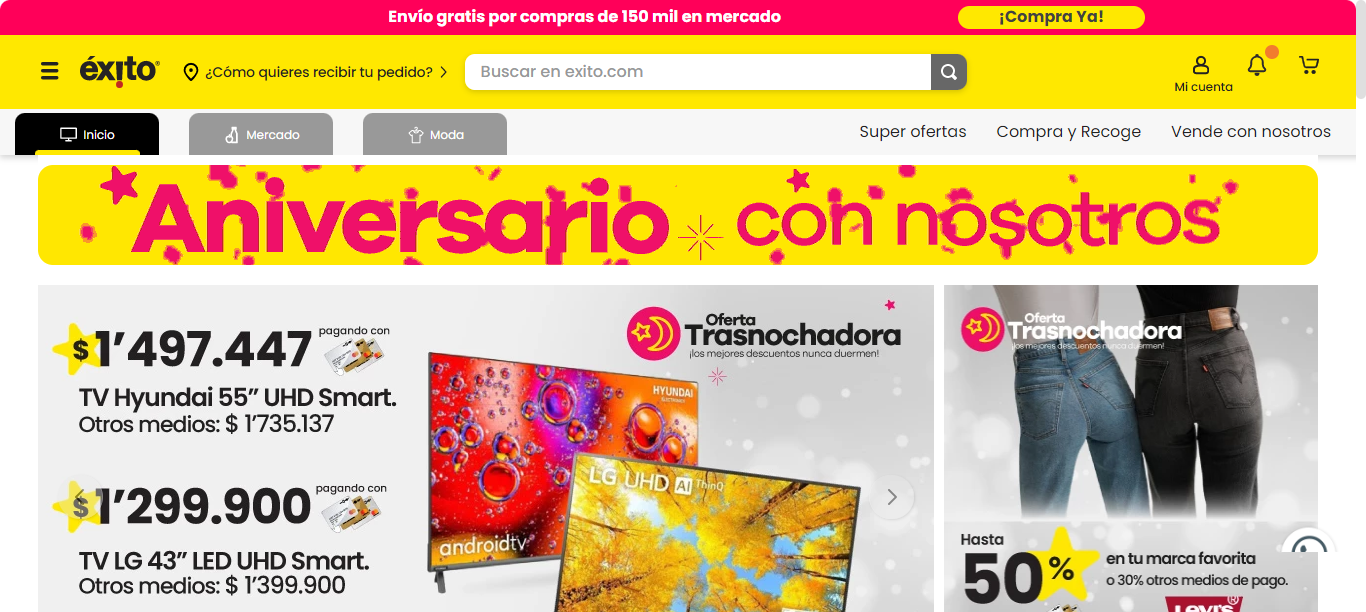 Envío gratis por compras de 150 mil en mercado
¡Compra Ya!
éxito
¿Cómo quieres recibir tu pedido?
Buscar en exito.com
Mi cuenta
Inicio
Mercado
Moda
Super ofertas
Compra y Recoge
Vende con nosotros
Aniversario con nosotros
$1’497.447
pagando con
TV Hyundai 55” UHD Smart.
Otros medios: $ 1’735.137
$1’299.900
pagando con
TV LG 43” LED UHD Smart.
Otros medios: $ 1’399.900
Oferta
Trasnochadora
¡los mejores descuentos nunca duermen!
HYUNDAI
androidtv
LG UHD AI ThinQ
Oferta
Trasnochadora
¡los mejores descuentos nunca duermen!
Hasta
50%
en tu marca favorita
o 30% otros medios de pago.
Levi's®